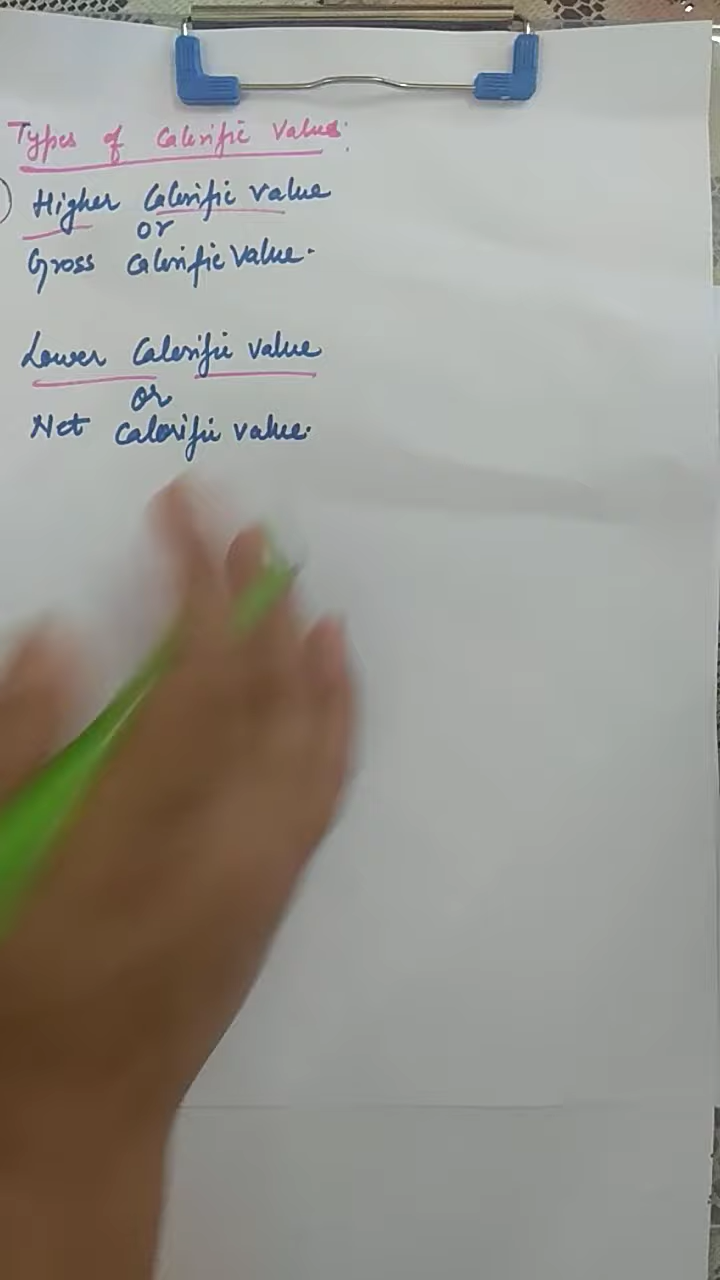 Types of Calorific Values:
Higher Calorific value
or
Gross Calorific Value.
Lower Calorific value
or
Net Calorific value.